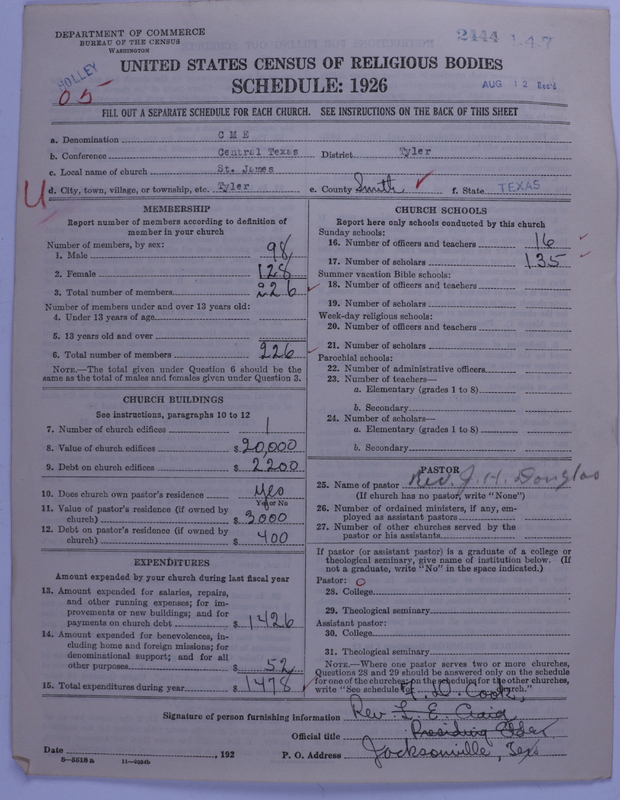 DEPARTMENT OF COMMERCE
BUREAU OF THE CENSUS
WASHINGTON
2444 1-4-7
HOLLEY
05
AUG 12 Rec'd
UNITED STATES CENSUS OF RELIGIOUS BODIES
SCHEDULE: 1926
FILL OUT A SEPARATE SCHEDULE FOR EACH CHURCH. SEE INSTRUCTIONS ON THE BACK OF THIS SHEET
a. Denomination C M E
b. Conference Central Texas District Tyler
c. Local name of church St. James
U d. City, town, village, or township, etc. Tyler e. County Smith f. State TEXAS
MEMBERSHIP
Report number of members according to definition of
member in your church
Number of members, by sex:
1. Male 98
2. Female 128
3. Total number of members 226
Number of members under and over 13 years old:
4. Under 13 years of age
5. 13 years old and over
6. Total number of members 226
NOTE.—The total given under Question 6 should be the
same as the total of males and females given under Question 3.
CHURCH BUILDINGS
See instructions, paragraphs 10 to 12
7. Number of church edifices 1
8. Value of church edifices $ 20,000
9. Debt on church edifices $ 2200
10. Does church own pastor's residence Yes
Yes or No
11. Value of pastor's residence (if owned by
church) $ 3000
12. Debt on pastor's residence (if owned by
church) $ 400
EXPENDITURES
Amount expended by your church during last fiscal year
13. Amount expended for salaries, repairs,
and other running expenses; for im-
provements or new buildings; and for
payments on church debt $ 1426
14. Amount expended for benevolences, in-
cluding home and foreign missions; for
denominational support; and for all
other purposes $ 52
15. Total expenditures during year $ 1478
CHURCH SCHOOLS
Report here only schools conducted by this church
Sunday schools:
16. Number of officers and teachers 16
17. Number of scholars 135
Summer vacation Bible schools:
18. Number of officers and teachers
19. Number of scholars
Week-day religious schools:
20. Number of officers and teachers
21. Number of scholars
Parochial schools:
22. Number of administrative officers
23. Number of teachers—
a. Elementary (grades 1 to 8)
b. Secondary
24. Number of scholars—
a. Elementary (grades 1 to 8)
b. Secondary
PASTOR
25. Name of pastor Rev. J. H. Douglas
(If church has no pastor, write "None")
26. Number of ordained ministers, if any, em-
ployed as assistant pastors
27. Number of other churches served by the
pastor or his assistants
If pastor (or assistant pastor) is a graduate of a college or
theological seminary, give name of institution below. (If
not a graduate, write "No" in the space indicated.)
Pastor: O
28. College
29. Theological seminary
Assistant pastor:
30. College
31. Theological seminary
NOTE.—Where one pastor serves two or more churches,
Questions 28 and 29 should be answered only on the schedule
for one of the churches; on the schedules for the other churches,
write "See schedule for church."
Cook,
Signature of person furnishing information Rev. L. E. Craig
Official title Presiding Elder
Date , 192 P. O. Address Jacksonville, Tex
8—5518 a